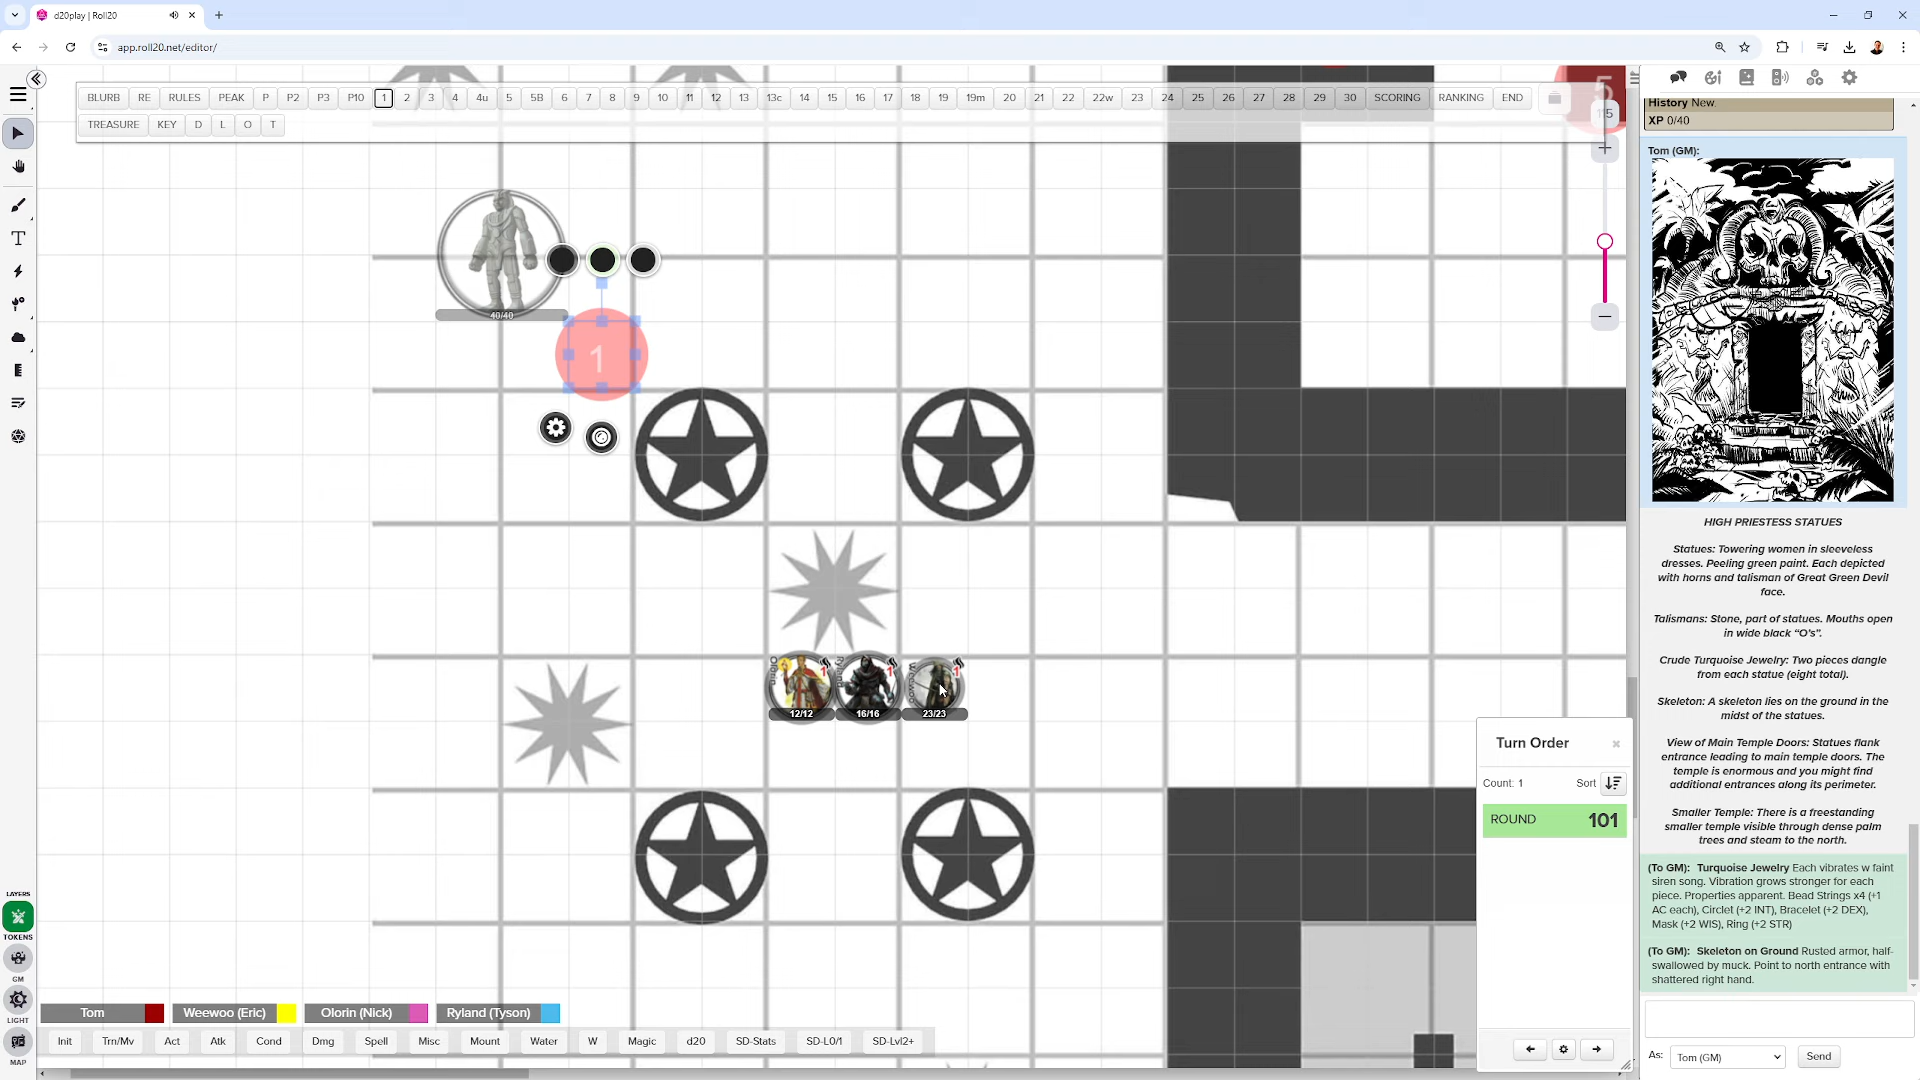 d20play | Roll20
app.roll20.net/editor/
BLURB RE RULES PEAK P P2 P3 P10 1 2 3 4 4u 5 5B 6 7 8 9 10 11 12 13 13c 14 15 16 17 18 19 19m 20 21 22 22w 23 24 25 26 27 28 29 30 SCORING RANKING END
TREASURE KEY D L O T
5
40/40
1
Olorin 1
Ryland 1
Weewoo 1
12/12 16/16 23/23
Turn Order
Count: 1 Sort
ROUND 101
LAYERS
TOKENS
GM
LIGHT
MAP
Tom Weewoo (Eric) Olorin (Nick) Ryland (Tyson)
Init Trn/Mv Act Atk Cond Dmg Spell Misc Mount Water W Magic d20 SD-Stats SD-L0/1 SD-Lvl2+
History New.
XP 0/40
Tom (GM):
HIGH PRIESTESS STATUES
Statues: Towering women in sleeveless
dresses. Peeling green paint. Each depicted
with horns and talisman of Great Green Devil
face.
Talismans: Stone, part of statues. Mouths open
in wide black “O’s”.
Crude Turquoise Jewelry: Two pieces dangle
from each statue (eight total).
Skeleton: A skeleton lies on the ground in the
midst of the statues.
View of Main Temple Doors: Statues flank
entrance leading to main temple doors. The
temple is enormous and you might find
additional entrances along its perimeter.
Smaller Temple: There is a freestanding
smaller temple visible through dense palm
trees and steam to the north.
(To GM): Turquoise Jewelry Each vibrates w faint
siren song. Vibration grows stronger for each
piece. Properties apparent. Bead Strings x4 (+1
AC each), Circlet (+2 INT), Bracelet (+2 DEX),
Mask (+2 WIS), Ring (+2 STR)
(To GM): Skeleton on Ground Rusted armor, half-
swallowed by muck. Point to north entrance with
shattered right hand.
As: Tom (GM) Send